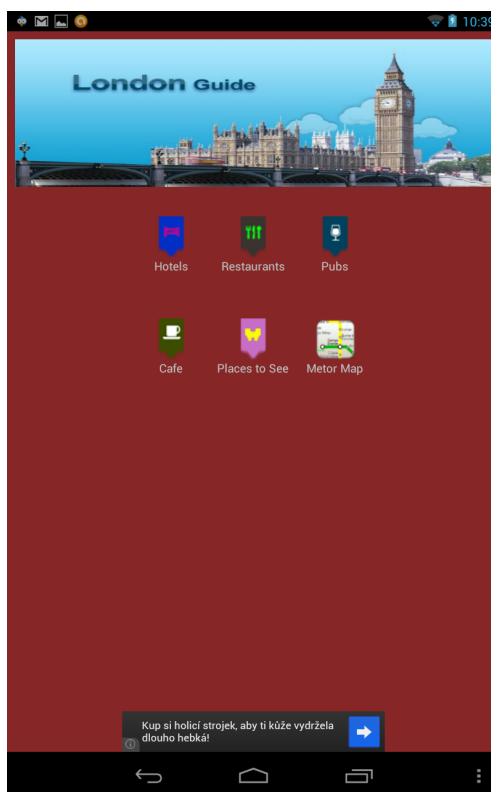 10:39
London Guide
Hotels
Restaurants
Pubs
Cafe
Places to See
Metor Map
Kup si holicí strojek, aby ti kůže vydržela
dlouho hebká!